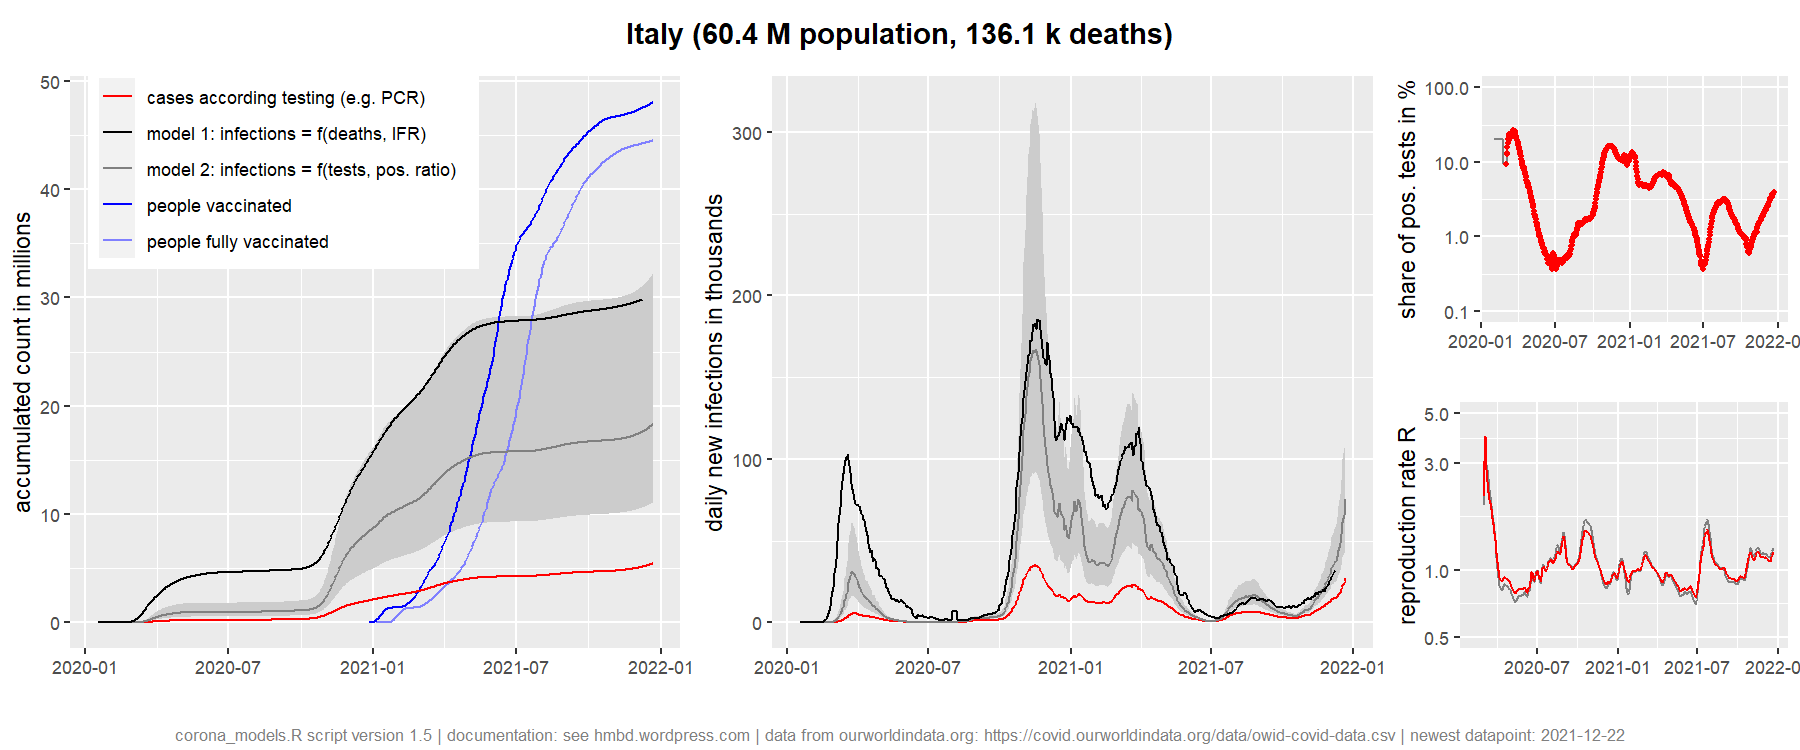 Italy (60.4 M population, 136.1 k deaths)
accumulated count in millions
50
40
30
20
10
0
cases according testing (e.g. PCR)
model 1: infections = f(deaths, IFR)
model 2: infections = f(tests, pos. ratio)
people vaccinated
people fully vaccinated
2020-01 2020-07 2021-01 2021-07 2022-01
daily new infections in thousands
300
200
100
0
2020-01 2020-07 2021-01 2021-07 2022-01
share of pos. tests in %
100.0
10.0
1.0
0.1
2020-01 2020-07 2021-01 2021-07 2022-0
reproduction rate R
5.0
3.0
1.0
0.5
2020-07 2021-01 2021-07 2022-0
corona_models.R script version 1.5 | documentation: see hmbd.wordpress.com | data from ourworldindata.org: https://covid.ourworldindata.org/data/owid-covid-data.csv | newest datapoint: 2021-12-22